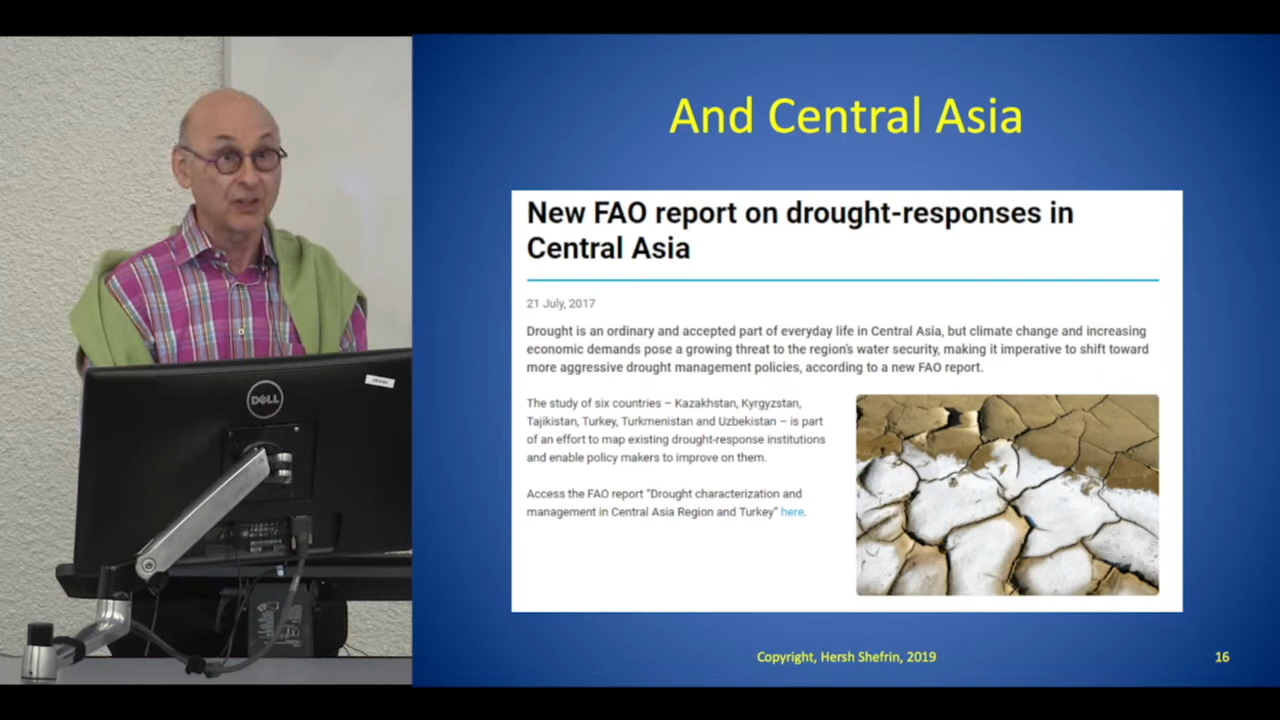 And Central Asia
New FAO report on drought-responses in
Central Asia
21 July, 2017
Drought is an ordinary and accepted part of everyday life in Central Asia, but climate change and increasing
economic demands pose a growing threat to the region's water security, making it imperative to shift toward
more aggressive drought management policies, according to a new FAO report.
The study of six countries – Kazakhstan, Kyrgyzstan,
Tajikistan, Turkey, Turkmenistan and Uzbekistan – is part
of an effort to map existing drought-response institutions
and enable policy makers to improve on them.
Access the FAO report "Drought characterization and
management in Central Asia Region and Turkey" here.
DELL
Copyright, Hersh Shefrin, 2019
16